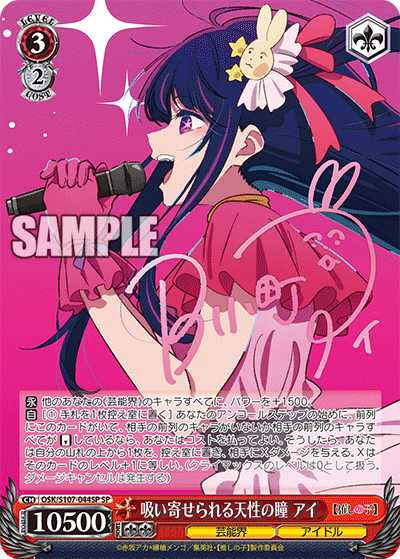 LEVEL
3
2
COST
SAMPLE
B小町
アイ
永 他のあなたの《芸能界》のキャラすべてに、パワーを+1500。
自 [① 手札を1枚控え室に置く] あなたのアンコールステップの始めに、前列
にこのカードがいて、相手の前列のキャラがいないか相手の前列のキャラすべ
てが しているなら、あなたはコストを払ってよい。そうしたら、あなた
は自分の山札の上から1枚を、控え室に置き、相手にXダメージを与える。Xは
そのカードのレベル+1に等しい。(クライマックスのレベルは0として扱う。
ダメージキャンセルは発生する)
CH OSK/S107-044SP SP
10500
吸い寄せられる天性の瞳 アイ
【推しの子】
芸能界
アイドル
©赤坂アカ×横槍メンゴ/集英社・【推しの子】製作委員会